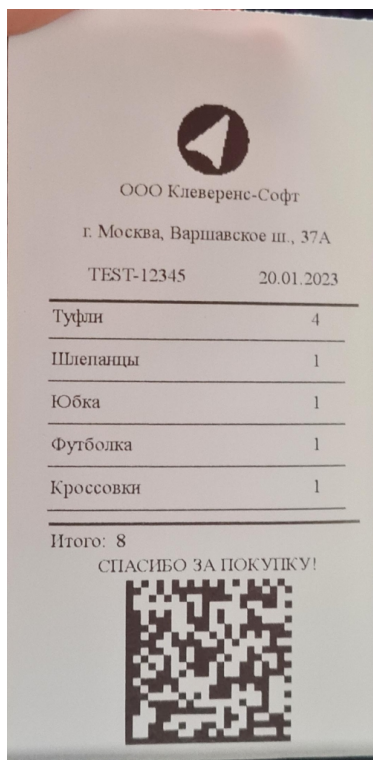 ООО Клеверенс-Софт
г. Москва, Варшавское ш., 37А
TEST-12345 20.01.2023
Туфли 4
Шлепанцы 1
Юбка 1
Футболка 1
Кроссовки 1
Итого: 8
СПАСИБО ЗА ПОКУПКУ!